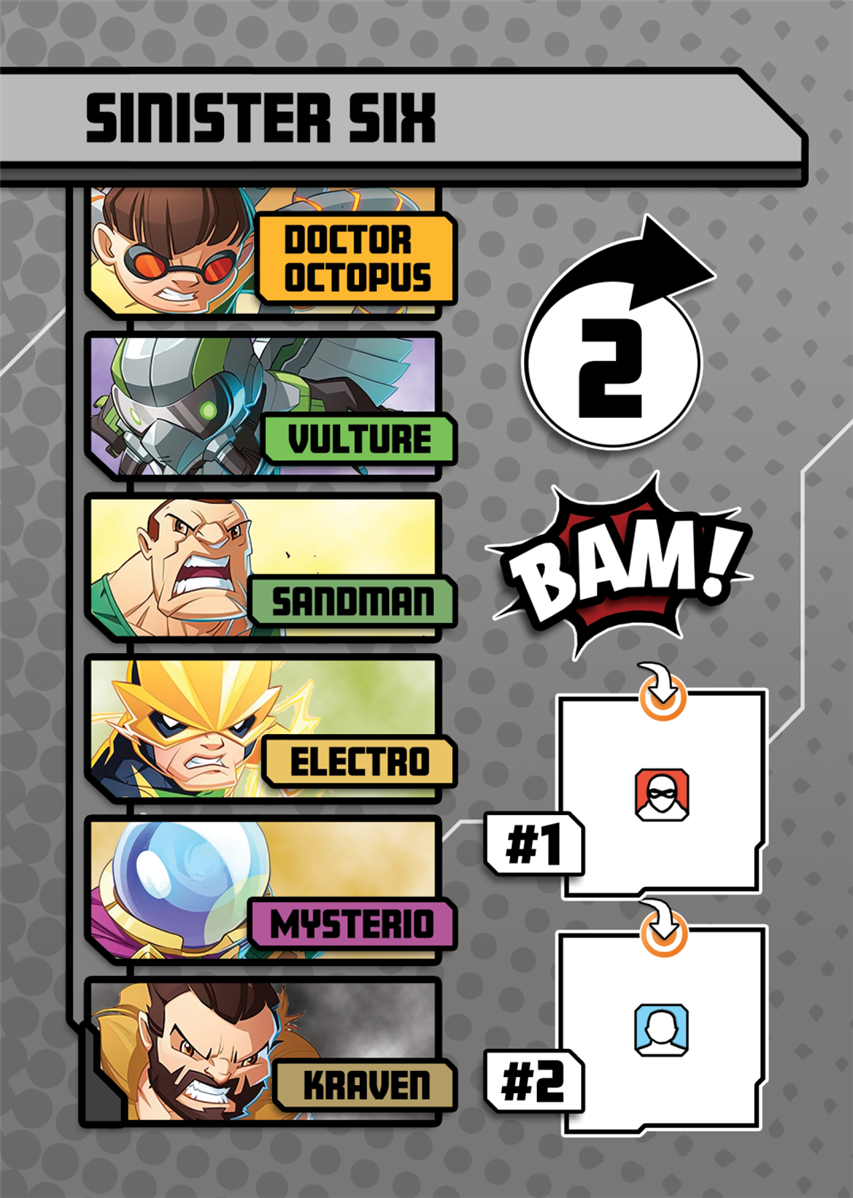 SINISTER SIX
DOCTOR
OCTOPUS
2
VULTURE
BAM!
SANDMAN
ELECTRO
#1
MYSTERIO
#2
KRAVEN